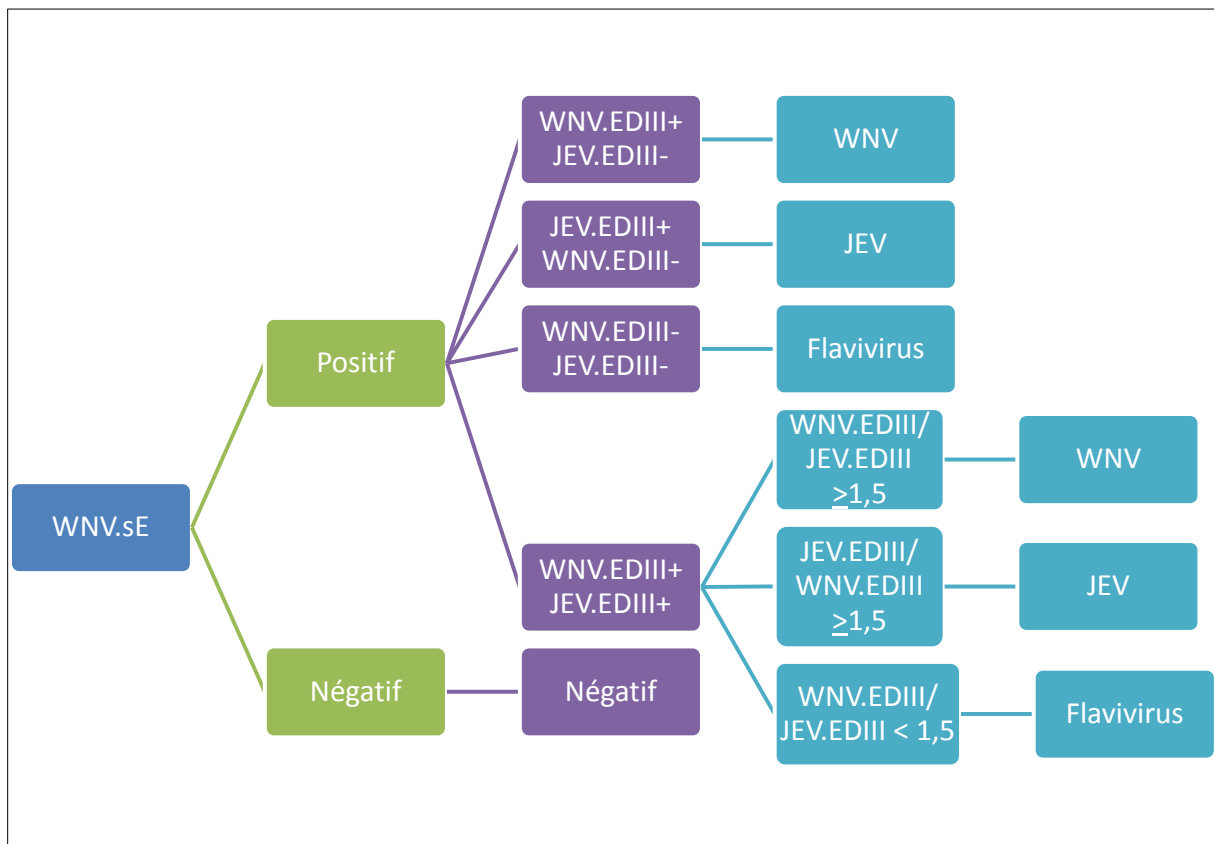 WNV.sE
Positif
Négatif
WNV.EDIII+
JEV.EDIII-
JEV.EDIII+
WNV.EDIII-
WNV.EDIII-
JEV.EDIII-
WNV.EDIII+
JEV.EDIII+
Négatif
WNV
JEV
Flavivirus
WNV.EDIII/
JEV.EDIII
≥1,5
JEV.EDIII/
WNV.EDIII
≥1,5
WNV.EDIII/
JEV.EDIII < 1,5
WNV
JEV
Flavivirus